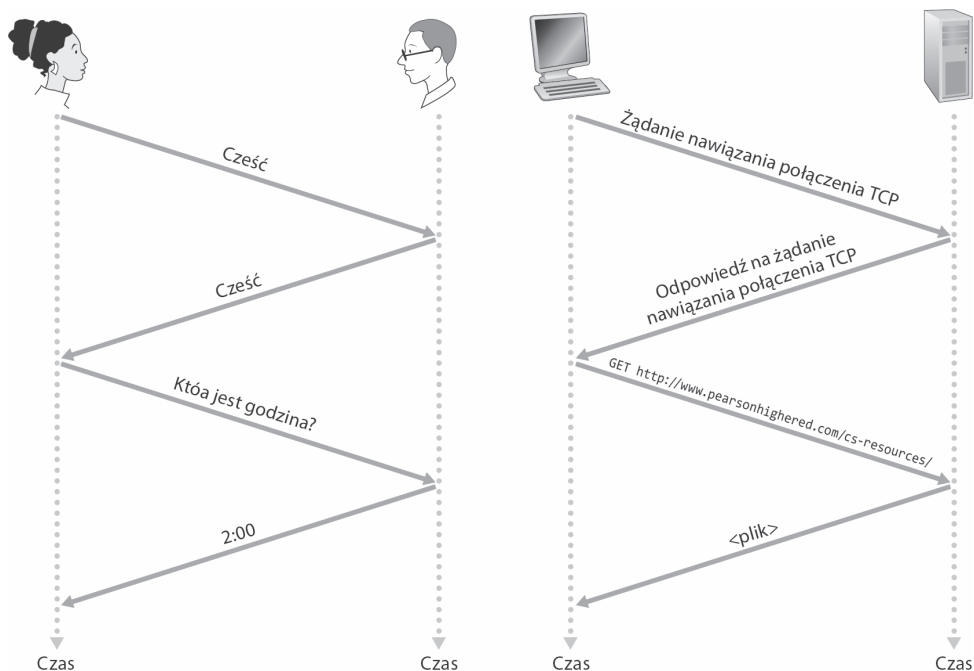 Cześć
Cześć
Któa jest godzina?
2:00
Czas
Czas
Żądanie nawiązania połączenia TCP
Odpowiedź na żądanie
nawiązania połączenia TCP
GET http://www.pearsonhighered.com/cs-resources/
<plik>
Czas
Czas